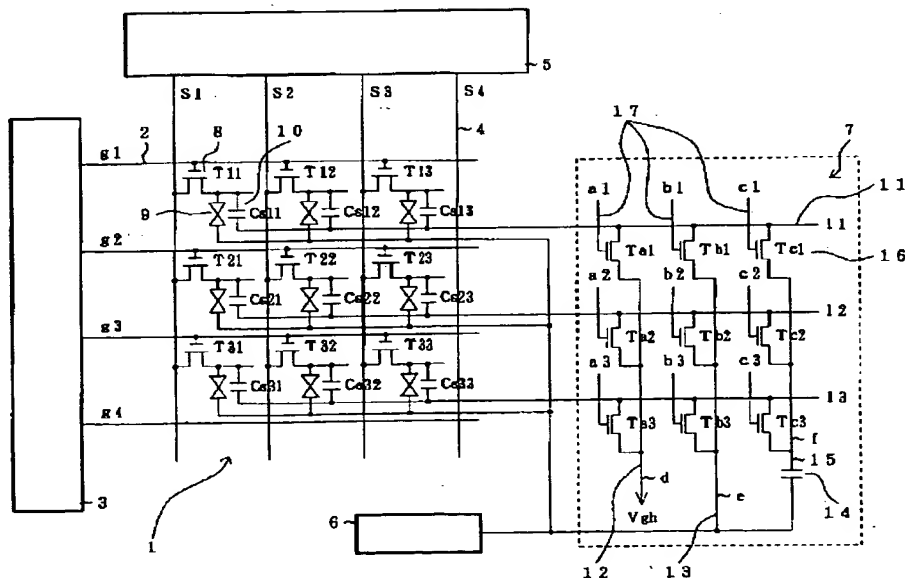 5
S1 S2 S3 S4
17
7
2 8 10 4
g1
T11 T12 T13
a1 b1 c1
11
l1
9
Cs11 Cs12 Cs13
Ta1 Tb1 Tc1
16
g2
T21 T22 T23
a2 b2 c2
Cs21 Cs22 Cs23
l2
g3
Ta2 Tb2 Tc2
T31 T32 T33
a3 b3 c3
Cs31 Cs32 Cs33
l3
g4
Ta3 Tb3 Tc3
f
15
d e
14
3
1
6
Vgh
12 13